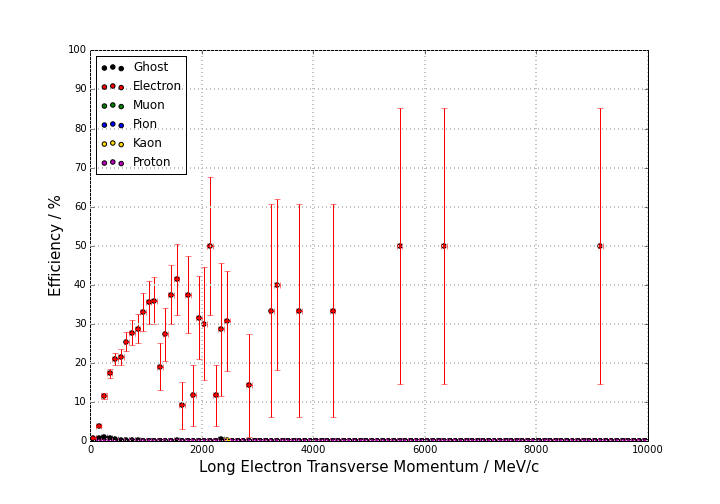 100
90
80
70
60
50
40
30
20
10
0
Efficiency / %
Ghost
Electron
Muon
Pion
Kaon
Proton
0 2000 4000 6000 8000 10000
Long Electron Transverse Momentum / MeV/c